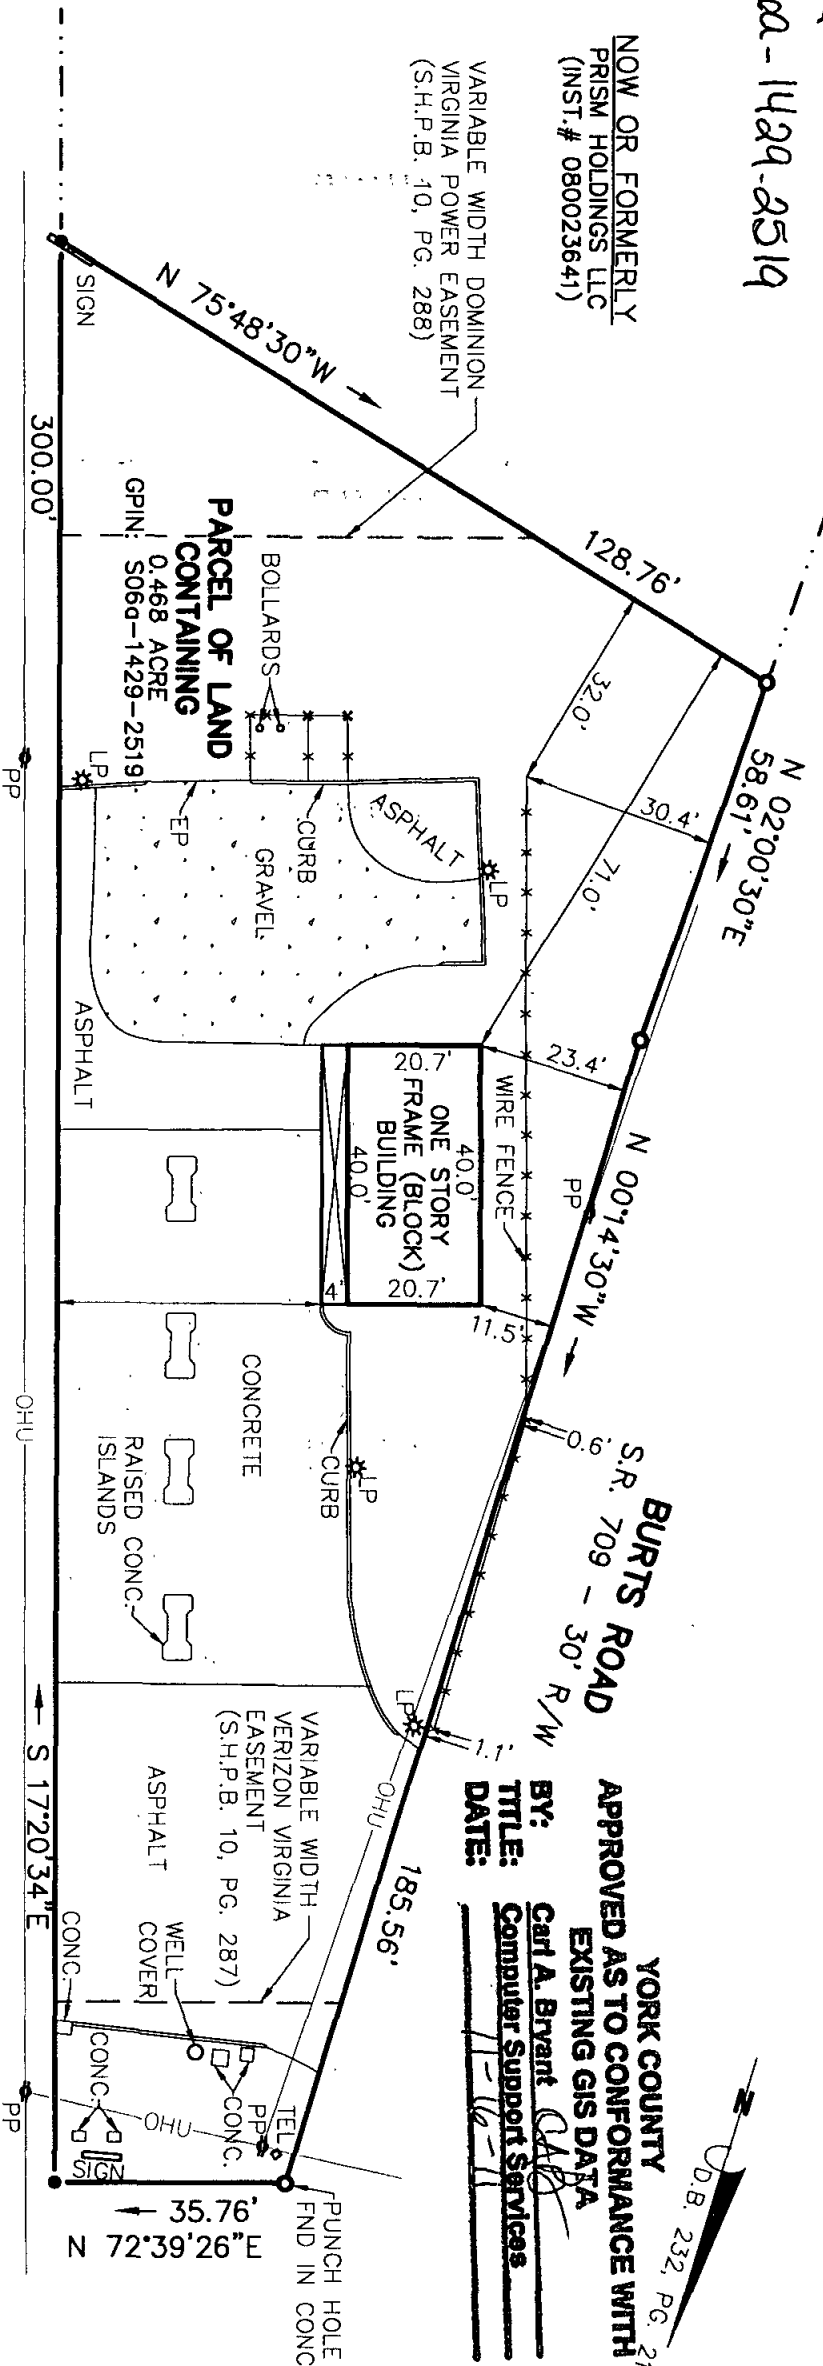 a-1429-2519
NOW OR FORMERLY
PRISM HOLDINGS LLC
(INST.# 080023641)
VARIABLE WIDTH DOMINION
VIRGINIA POWER EASEMENT
(S.H.P.B. 10, PG. 288)
SIGN
N 75°48'30"W
128.76'
300.00'
PARCEL OF LAND
CONTAINING
0.468 ACRE
GPIN: S06a-1429-2519
BOLLARDS
32.0'
71.0'
30.4'
N 02°00'30"E
58.61'
LP
PP
EP
CURB
GRAVEL
ASPHALT
LP
ASPHALT
23.4'
20.7'
40.0'
ONE STORY
FRAME (BLOCK)
BUILDING
40.0'
20.7'
4'
WIRE FENCE
PP
N 00°14'30"W
11.5'
0.6'
BURTS ROAD
S.R. 709 - 30' R/W
CONCRETE
RAISED CONC.
ISLANDS
CURB
LP
OHU
LP
1.1'
OHU
185.56'
S 17°20'34"E
VARIABLE WIDTH
VERIZON VIRGINIA
EASEMENT
(S.H.P.B. 10, PG. 287)
ASPHALT
WELL
COVER
CONC.
CONC.
CONC.
OHU
PP
TEL
PP
SIGN
35.76'
N 72°39'26"E
PUNCH HOLE
FND IN CONC
YORK COUNTY
APPROVED AS TO CONFORMANCE WITH
EXISTING GIS DATA
BY: Carl A. Bryant CAB
TITLE: Computer Support Services
DATE: 11-16-11
N
D.B. 232, PG.